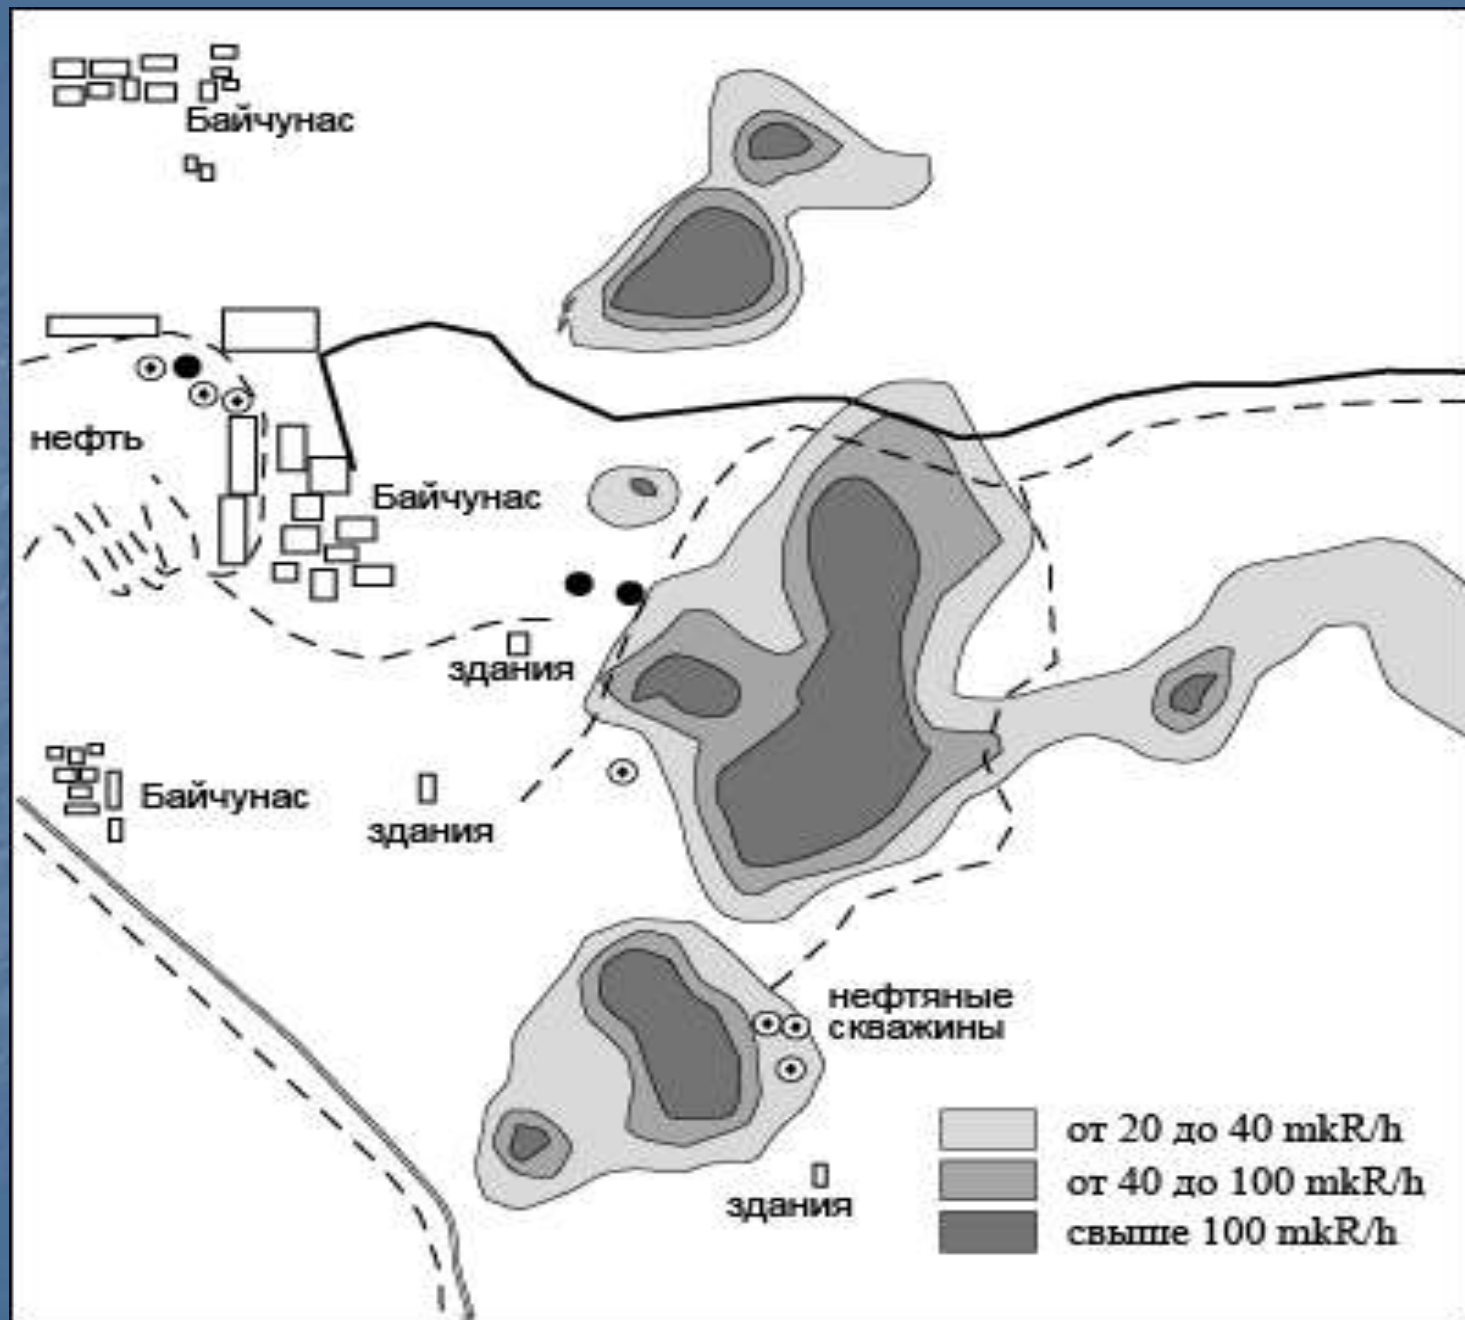 Байчунас
нефть
Байчунас
здания
Байчунас
здания
нефтяные
скважины
от 20 до 40 mkR/h
от 40 до 100 mkR/h
свыше 100 mkR/h
здания